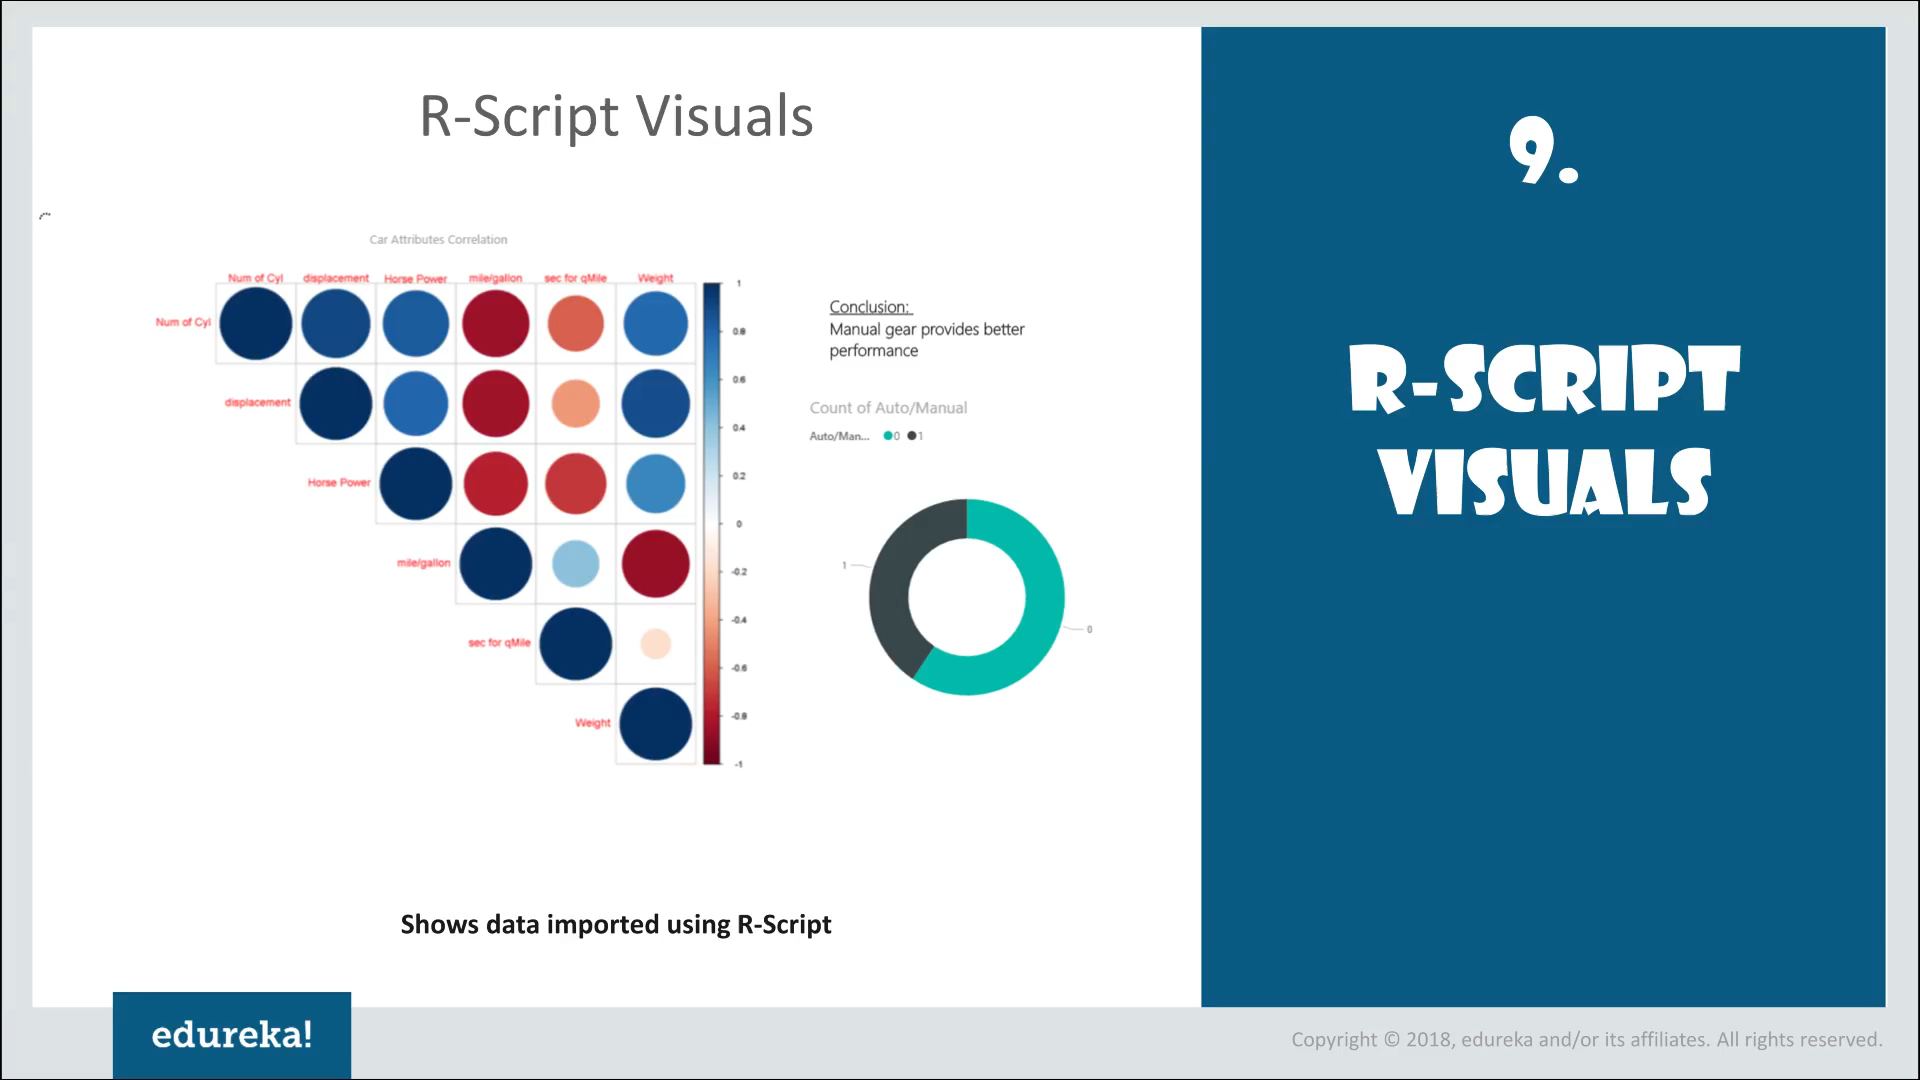 R-Script Visuals
Car Attributes Correlation
Num of Cyl displacement Horse Power mile/gallon sec for qMile Weight
Num of Cyl
displacement
Horse Power
mile/gallon
sec for qMile
Weight
1
0.8
0.6
0.4
0.2
0
-0.2
-0.4
-0.6
-0.8
-1
Conclusion:
Manual gear provides better
performance
Count of Auto/Manual
Auto/Man... 0 1
1
0
Shows data imported using R-Script
9.
R-SCRIPT
VISUALS
edureka!
Copyright © 2018, edureka and/or its affiliates. All rights reserved.